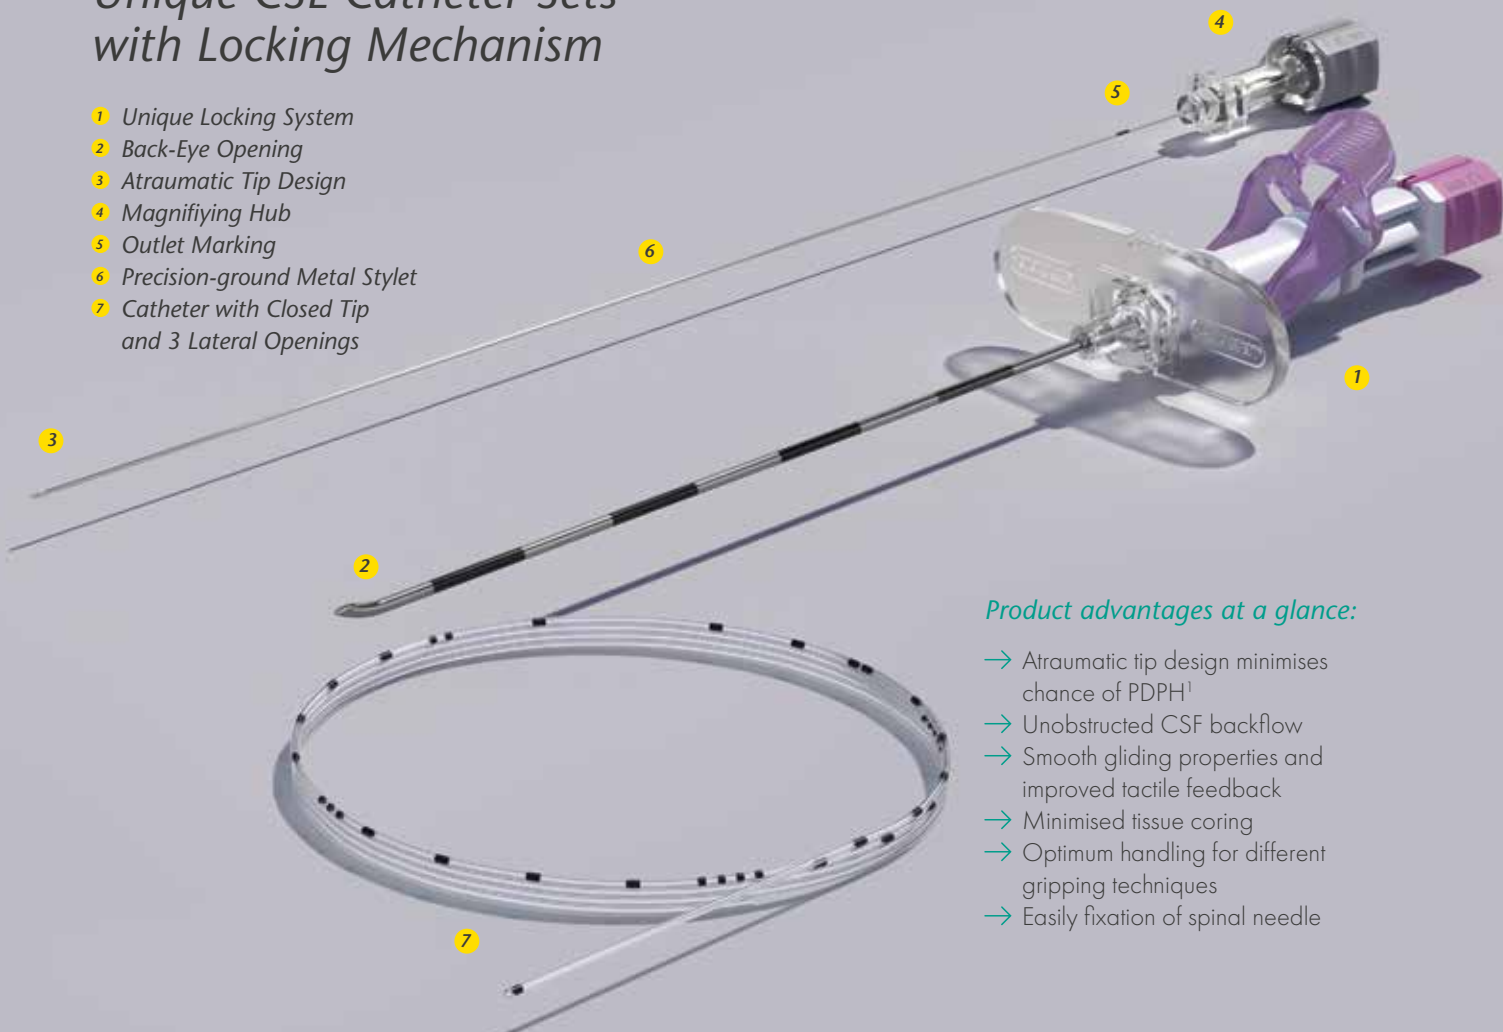 Unique CSE Catheter Sets
with Locking Mechanism
1 Unique Locking System
2 Back-Eye Opening
3 Atraumatic Tip Design
4 Magnifiying Hub
5 Outlet Marking
6 Precision-ground Metal Stylet
7 Catheter with Closed Tip
and 3 Lateral Openings
4
5
6
1
3
2
Product advantages at a glance:
→ Atraumatic tip design minimises
chance of PDPH¹
→ Unobstructed CSF backflow
→ Smooth gliding properties and
improved tactile feedback
→ Minimised tissue coring
→ Optimum handling for different
gripping techniques
→ Easily fixation of spinal needle
7